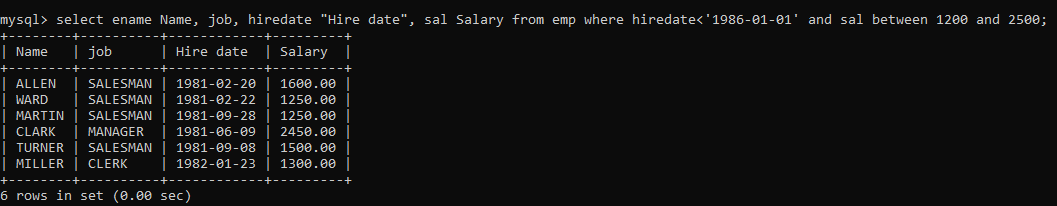 mysql> select ename Name, job, hiredate "Hire date", sal Salary from emp where hiredate<'1986-01-01' and sal between 1200 and 2500;
+--------+----------+------------+---------+
| Name   | job      | Hire date  | Salary  |
+--------+----------+------------+---------+
| ALLEN  | SALESMAN | 1981-02-20 | 1600.00 |
| WARD   | SALESMAN | 1981-02-22 | 1250.00 |
| MARTIN | SALESMAN | 1981-09-28 | 1250.00 |
| CLARK  | MANAGER  | 1981-06-09 | 2450.00 |
| TURNER | SALESMAN | 1981-09-08 | 1500.00 |
| MILLER | CLERK    | 1982-01-23 | 1300.00 |
+--------+----------+------------+---------+
6 rows in set (0.00 sec)